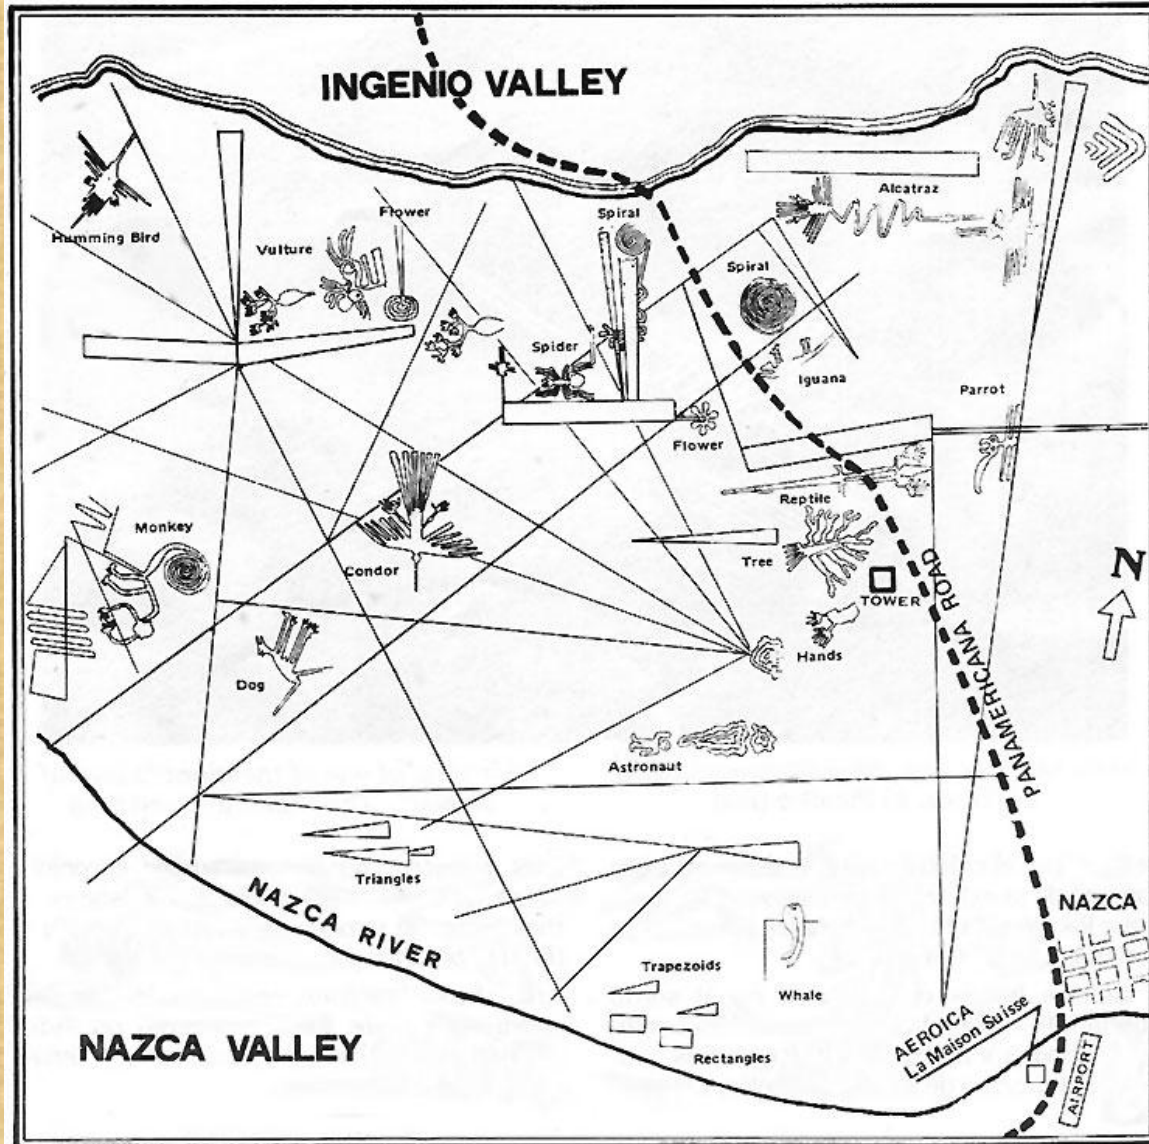 INGENIO VALLEY
Alcatraz
Humming Bird
Flower
Spiral
Vulture
Spiral
Spider
Iguana
Parrot
Flower
Reptile
Monkey
Condor
Tree
TOWER
PANAMERICANA ROAD
N
Hands
Dog
Astronaut
Triangles
NAZCA RIVER
NAZCA
Trapezoids
Whale
NAZCA VALLEY
Rectangles
AEROICA
La Maison Suisse
AIRPORT